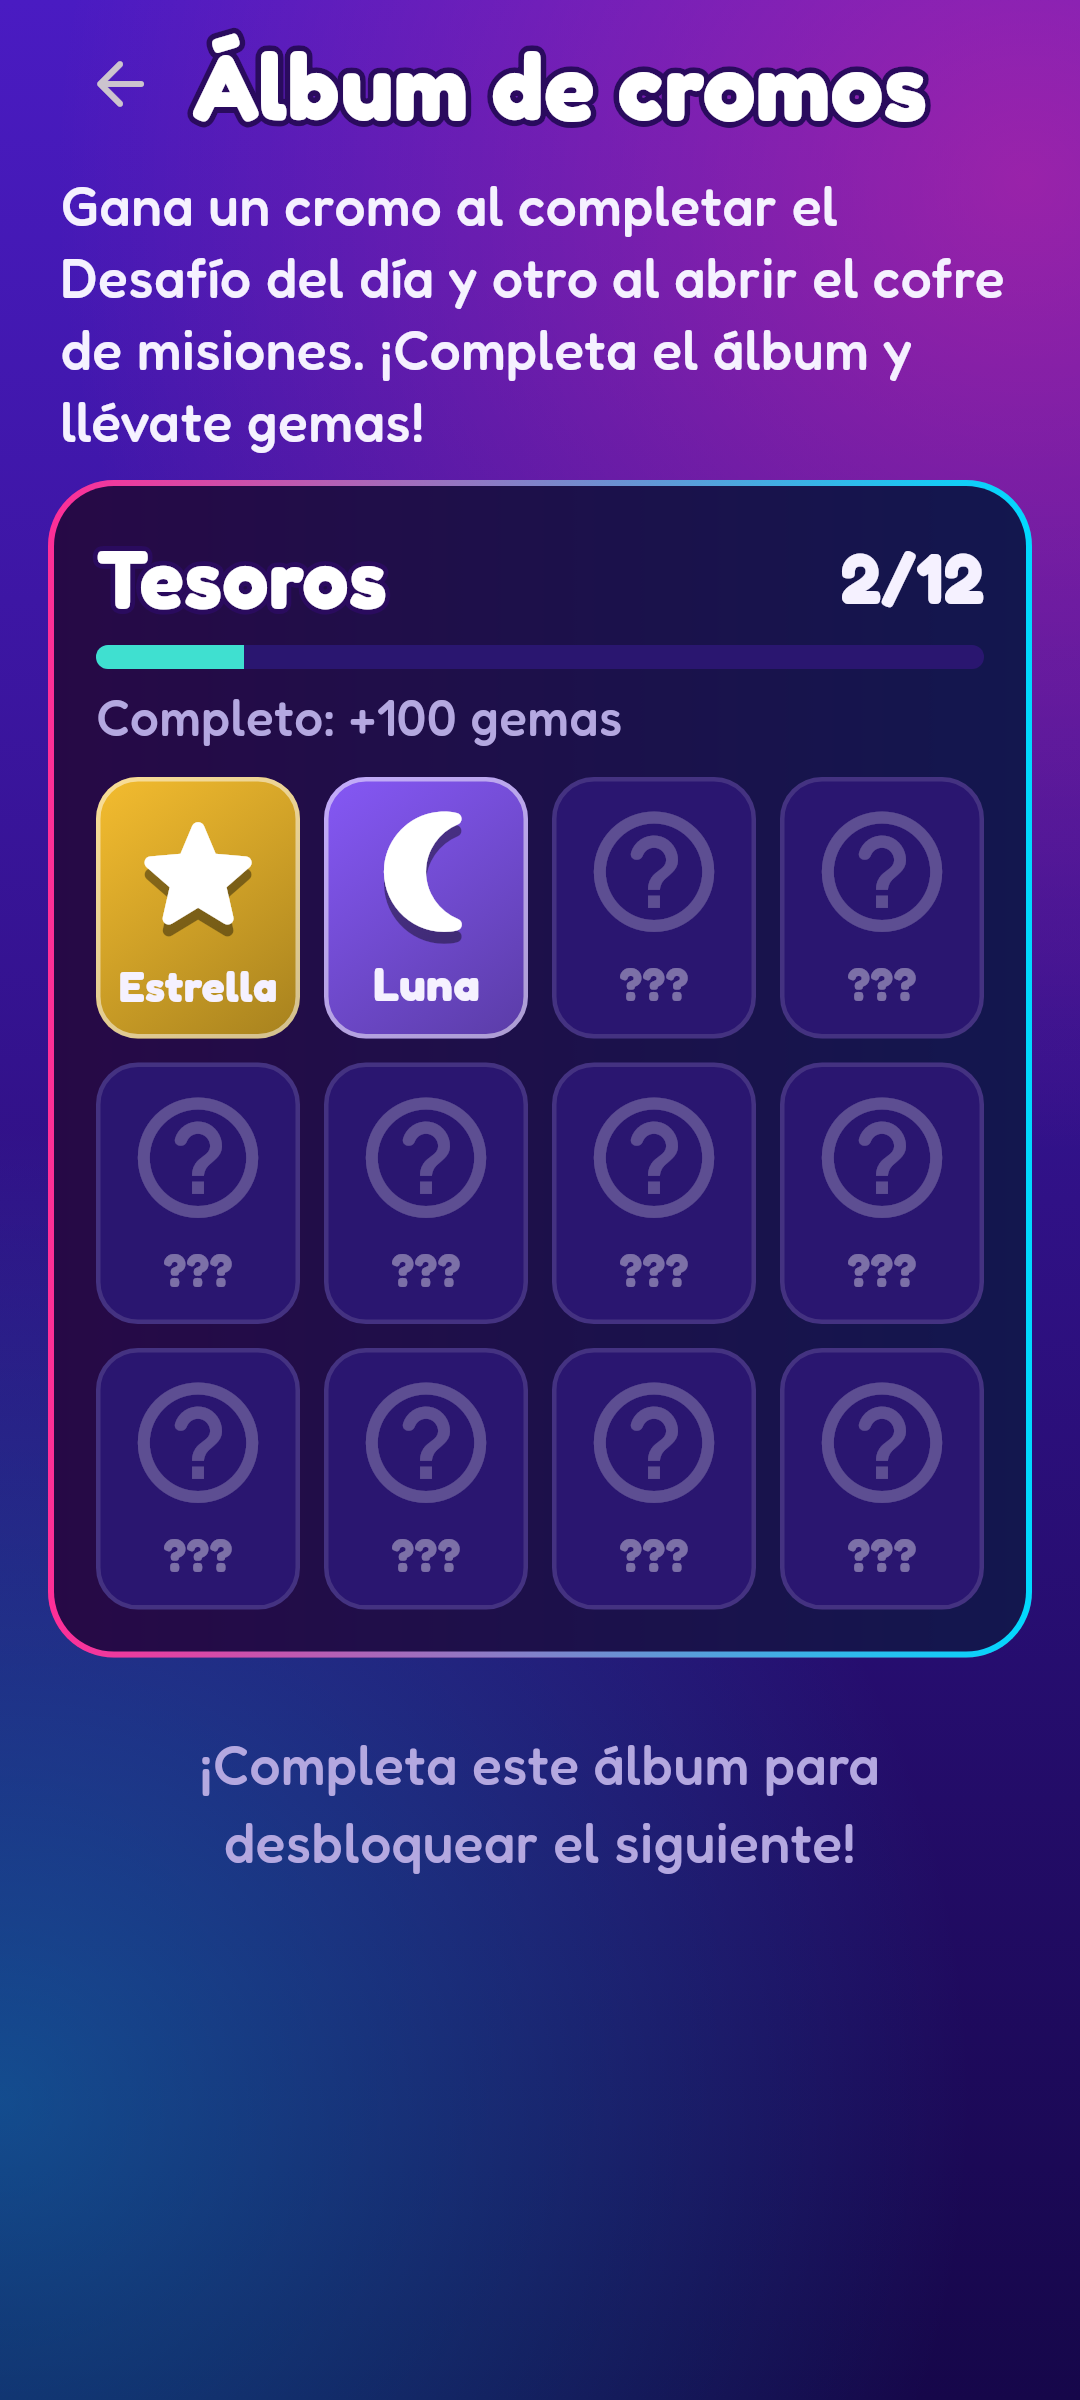 Álbum de cromos
Gana un cromo al completar el
Desafío del día y otro al abrir el cofre
de misiones. ¡Completa el álbum y
llévate gemas!
Tesoros 2/12
Completo: +100 gemas
Estrella Luna ??? ???
??? ??? ??? ???
??? ??? ??? ???
¡Completa este álbum para
desbloquear el siguiente!